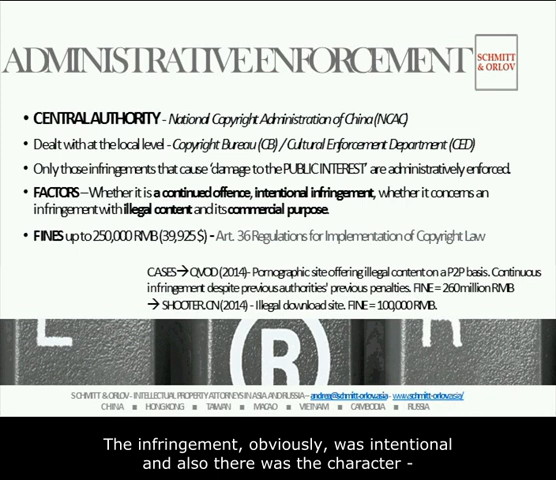 ADMINISTRATIVE ENFORCEMENT
SCHMITT
& ORLOV
• CENTRAL AUTHORITY - National Copyright Administration of China (NCAC)
• Dealt with at the local level - Copyright Bureau (CB) / Cultural Enforcement Department (CED)
• Only those infringements that cause 'damage to the PUBLIC INTEREST' are administratively enforced.
• FACTORS – Whether it is a continued offence, intentional infringement, whether it concerns an
infringement with illegal content and its commercial purpose.
• FINES up to 250,000 RMB (39,925 $) - Art. 36 Regulations for Implementation of Copyright Law
CASES → QVOD (2014)- Pornographic site offering illegal content on a P2P basis. Continuous
infringement despite previous authorities' previous penalties. FINE = 260 million RMB
→ SHOOTER.CN (2014) - Illegal download site. FINE = 100,000 RMB.
R
SCHMITT & ORLOV - INTELLECTUAL PROPERTY ATTORNEYS IN ASIA AND RUSSIA – andrea@schmitt-orlov.asia - www.schmitt-orlov.asia/
CHINA ■ HONGKONG ■ TAIWAN ■ MACAO ■ VIETNAM ■ CAMBODIA ■ RUSSIA
The infringement, obviously, was intentional
and also there was the character -